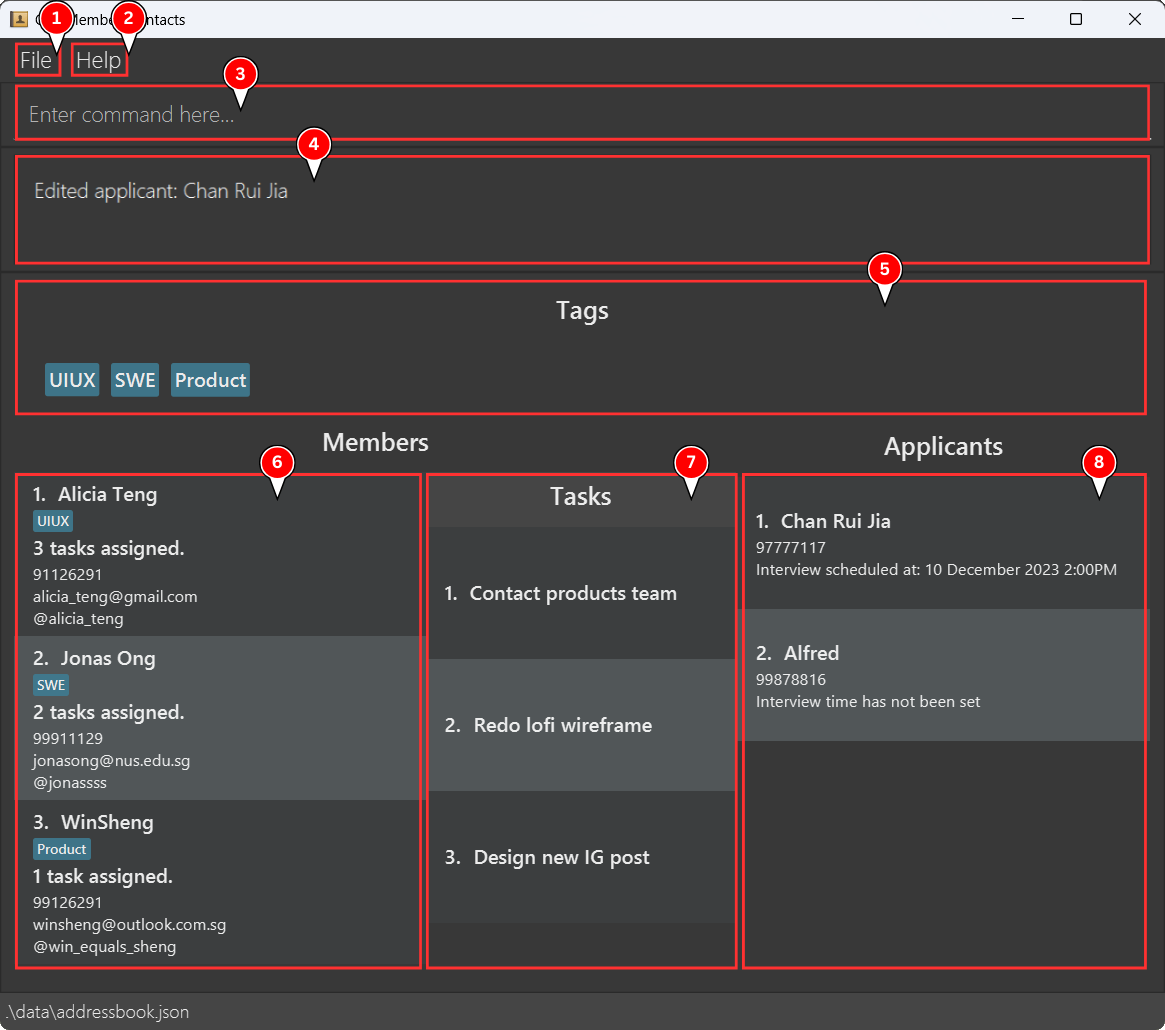 1
2
File
Help
3
Enter command here...
4
Edited applicant: Chan Rui Jia
5
Tags
UIUX SWE Product
Members
Applicants
6
1. Alicia Teng
UIUX
3 tasks assigned.
91126291
alicia_teng@gmail.com
@alicia_teng
2. Jonas Ong
SWE
2 tasks assigned.
99911129
jonasong@nus.edu.sg
@jonassss
3. WinSheng
Product
1 task assigned.
99126291
winsheng@outlook.com.sg
@win_equals_sheng
7
Tasks
1. Contact products team
2. Redo lofi wireframe
3. Design new IG post
8
1. Chan Rui Jia
97777117
Interview scheduled at: 10 December 2023 2:00PM
2. Alfred
99878816
Interview time has not been set
.\data\addressbook.json